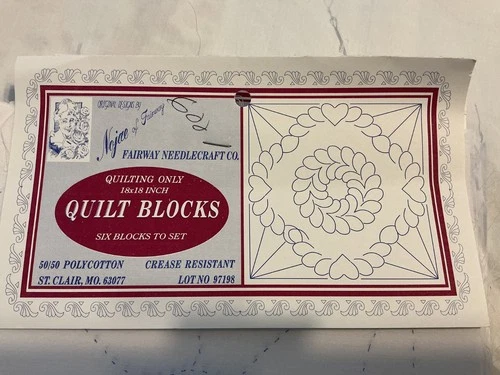 ORIGINAL DESIGNS BY
of Fairway
FAIRWAY NEEDLECRAFT CO.
QUILTING ONLY
18x18 INCH
QUILT BLOCKS
SIX BLOCKS TO SET
50/50 POLYCOTTON CREASE RESISTANT
ST. CLAIR, MO. 63077 LOT NO 97198